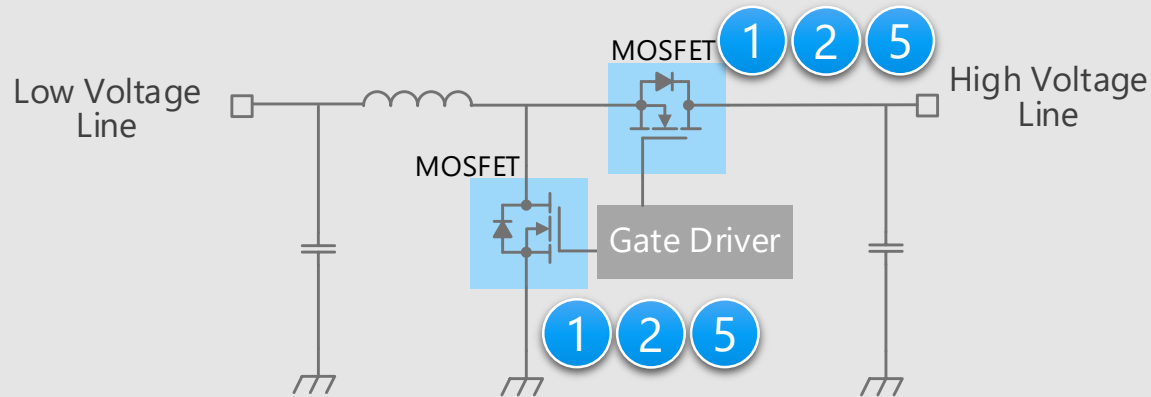 MOSFET
1 2 5
Low Voltage
Line
High Voltage
Line
MOSFET
Gate Driver
1 2 5